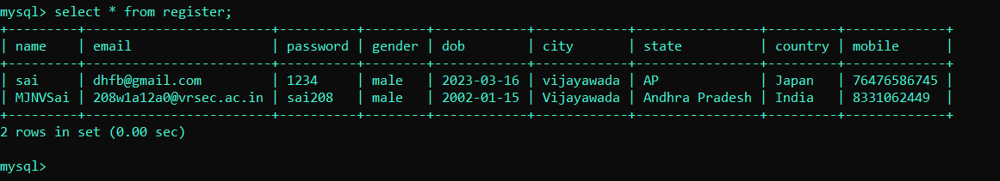 mysql> select * from register;
+---------+------------------------+----------+--------+------------+------------+----------------+---------+-------------+
| name    | email                  | password | gender | dob        | city       | state          | country | mobile      |
+---------+------------------------+----------+--------+------------+------------+----------------+---------+-------------+
| sai     | dhfb@gmail.com         | 1234     | male   | 2023-03-16 | vijayawada | AP             | Japan   | 76476586745 |
| MJNVSai | 208w1a12a0@vrsec.ac.in | sai208   | male   | 2002-01-15 | Vijayawada | Andhra Pradesh | India   | 8331062449  |
+---------+------------------------+----------+--------+------------+------------+----------------+---------+-------------+
2 rows in set (0.00 sec)
mysql>